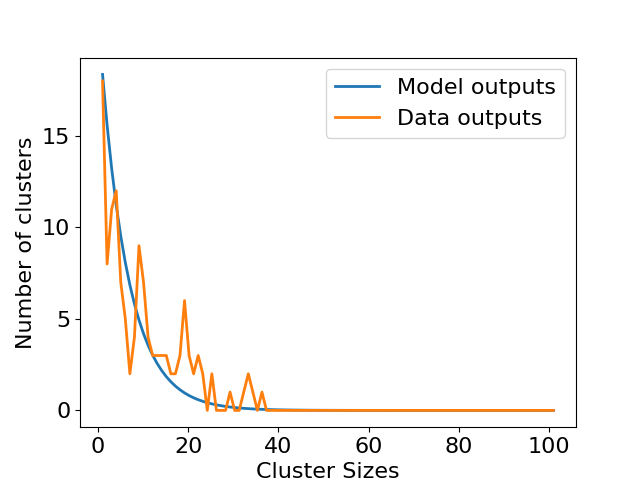 Model outputs
Data outputs
15
10
5
0
Number of clusters
0 20 40 60 80 100
Cluster Sizes